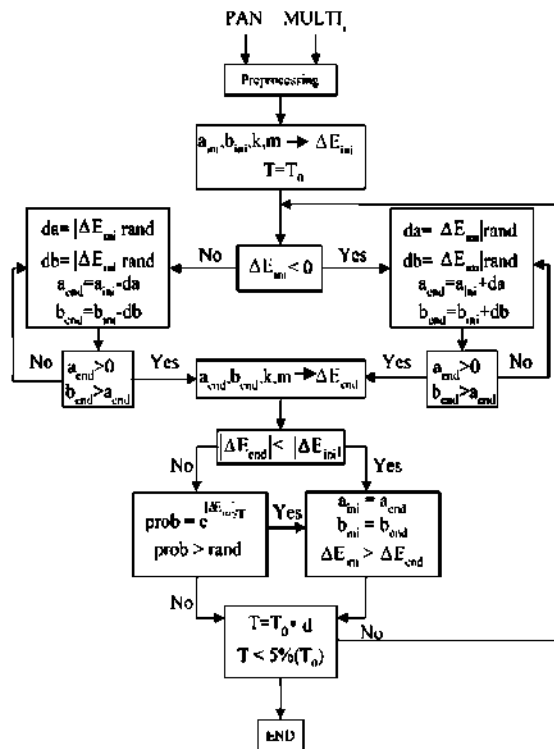 PAN MULTI
Preprocessing
a_ini,b_ini,k,m → ΔE_ini
T=T_0
da= |ΔE_ini| rand
db= |ΔE_ini| rand
a_end=a_ini-da
b_end=b_ini-db
No
ΔE_ini < 0
Yes
da= ΔE_ini|rand
db= ΔE_ini|rand
a_end=a_ini+da
b_end=b_ini+db
No
a_end>0
b_end>a_end
Yes
a_end,b_end,k,m → ΔE_end
Yes
a_end>0
b_end>a_end
No
|ΔE_end| < |ΔE_ini|
No
Yes
prob = e
prob > rand
Yes
a_ini = a_end
b_ini = b_end
ΔE_ini > ΔE_end
No
T=T_0 * d
T < 5%(T_0)
No
END